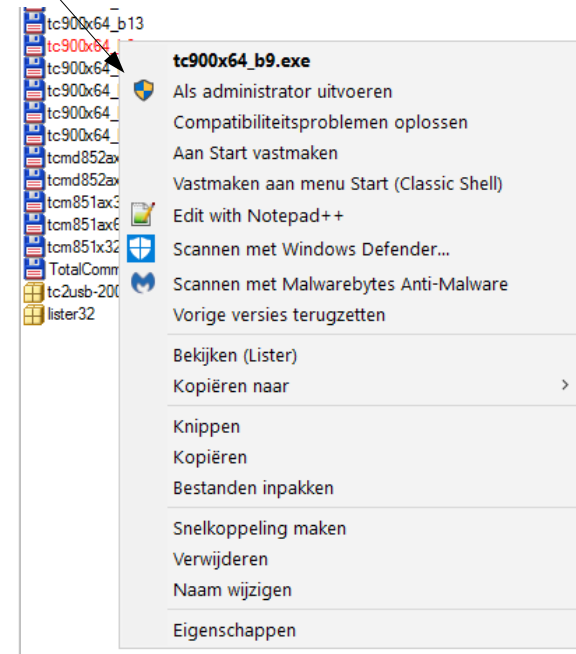 tc900x64_b13
tc900x64_
tc900x64_
tc900x64_
tc900x64_
tc900x64_
tcmd852ax
tcmd852ax
tcm851ax3
tcm851ax6
tcm851x32
TotalComm
tc2usb-200
lister32
tc900x64_b9.exe
Als administrator uitvoeren
Compatibiliteitsproblemen oplossen
Aan Start vastmaken
Vastmaken aan menu Start (Classic Shell)
Edit with Notepad++
Scannen met Windows Defender...
Scannen met Malwarebytes Anti-Malware
Vorige versies terugzetten
Bekijken (Lister)
Kopiëren naar
Knippen
Kopiëren
Bestanden inpakken
Snelkoppeling maken
Verwijderen
Naam wijzigen
Eigenschappen